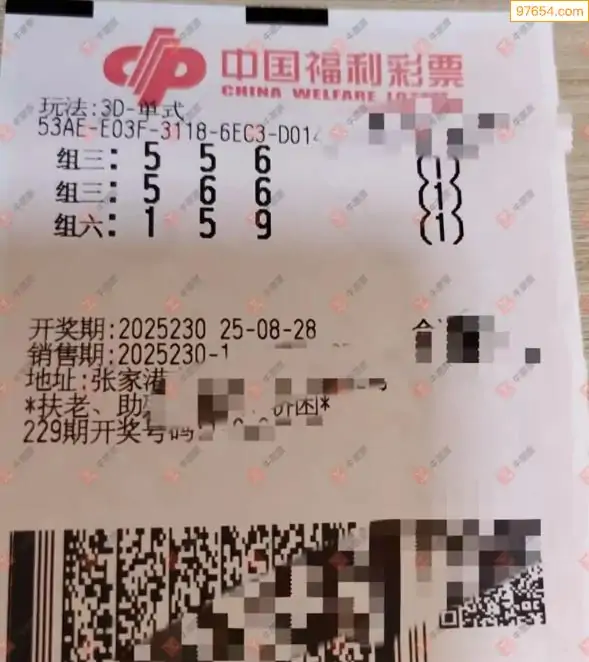 97654.com
中国福利彩票
CHINA WELFARE
玩法:3D-单式
53AE-E03F-3118-6EC3-D014
组三: 5 5 6 (1)
组三: 5 6 6 (1)
组六: 1 5 9 (1)
开奖期:2025230 25-08-28
销售期:2025230-1
地址:张家港
*扶老、助 困*
229期开奖号码